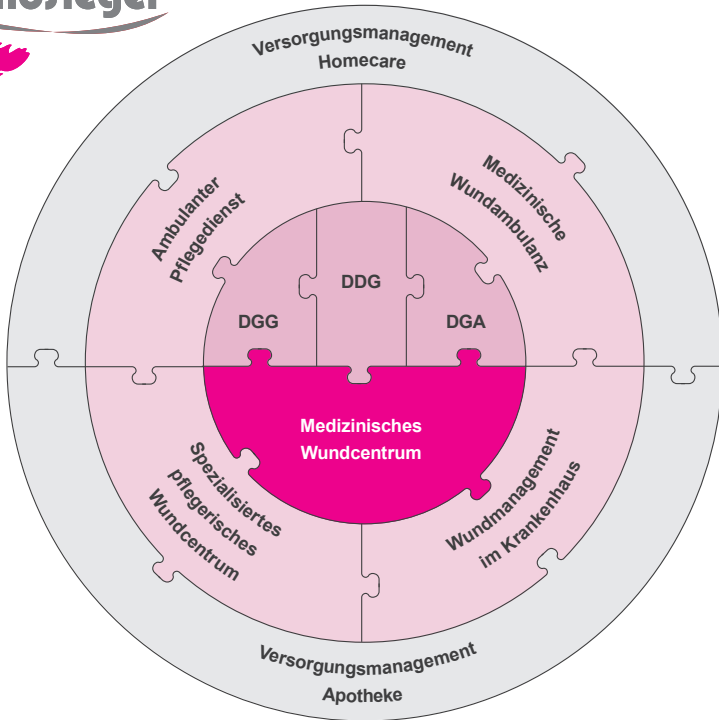 Versorgungsmanagement
Homecare
Ambulanter
Pflegedienst
Medizinische
Wundambulanz
DDG
DGG
DGA
Medizinisches
Wundcentrum
Spezialisiertes
pflegerisches
Wundcentrum
Wundmanagement
im Krankenhaus
Versorgungsmanagement
Apotheke